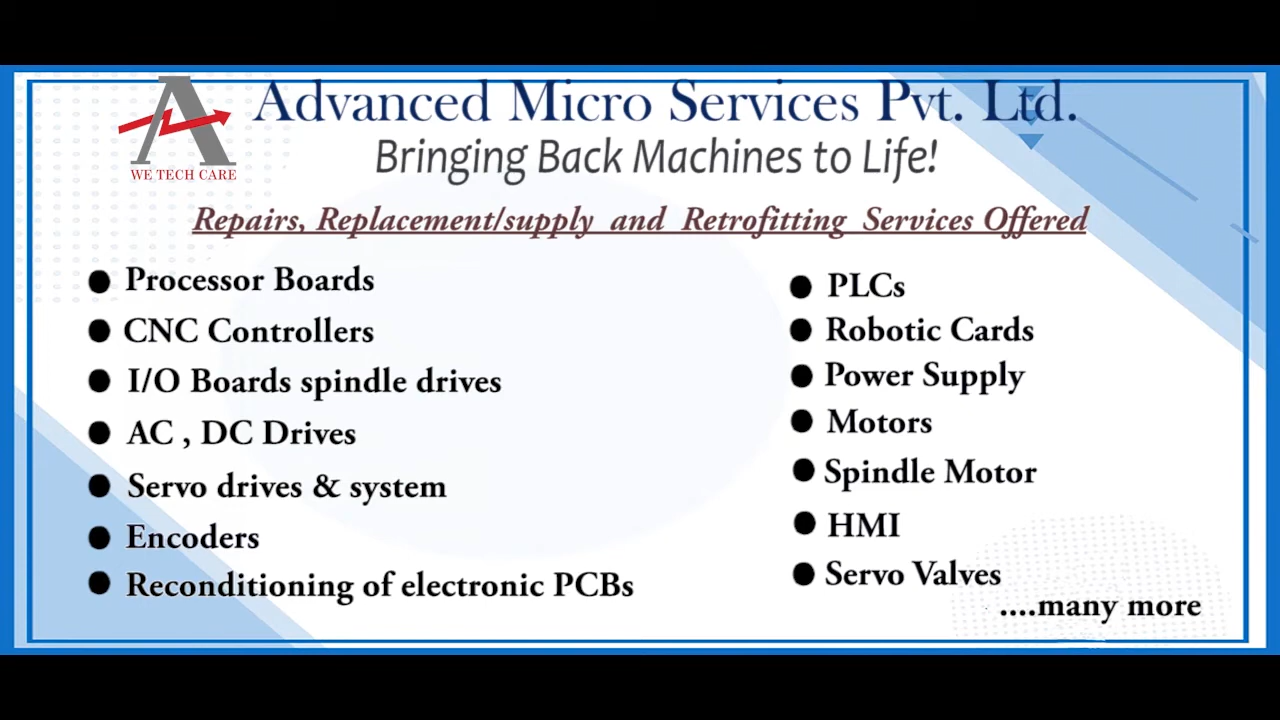 Advanced Micro Services Pvt. Ltd.
WE TECH CARE
Bringing Back Machines to Life!
Repairs, Replacement/supply and Retrofitting Services Offered
Processor Boards
CNC Controllers
I/O Boards spindle drives
AC , DC Drives
Servo drives & system
Encoders
Reconditioning of electronic PCBs
PLCs
Robotic Cards
Power Supply
Motors
Spindle Motor
HMI
Servo Valves
....many more